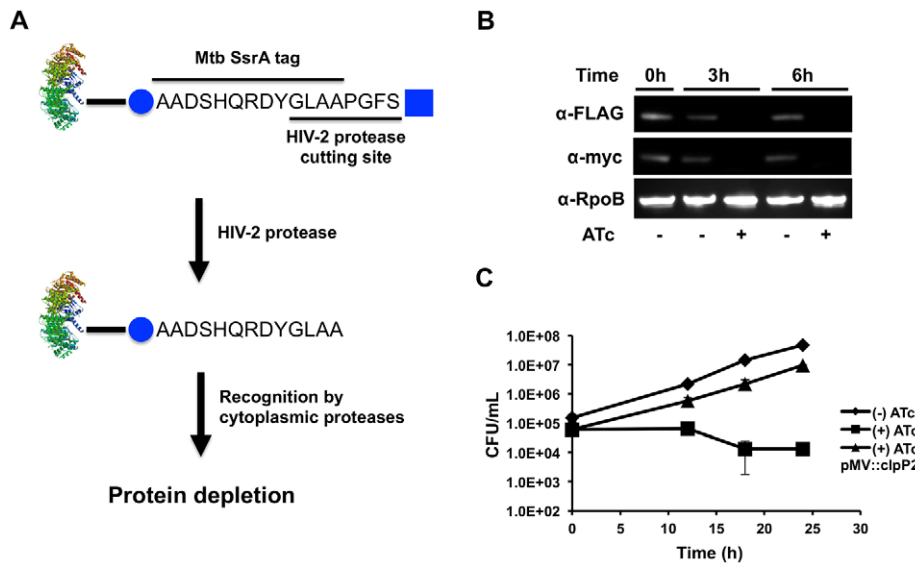 A
Mtb SsrA tag
AADSHQRDYGLAAPGFS
HIV-2 protease
cutting site
HIV-2 protease
AADSHQRDYGLAA
Recognition by
cytoplasmic proteases
Protein depletion
B
Time 0h 3h 6h
α-FLAG
α-myc
α-RpoB
ATc - - + - +
C
CFU/mL
1.0E+08
1.0E+07
1.0E+06
1.0E+05
1.0E+04
1.0E+03
1.0E+02
0 5 10 15 20 25 30
Time (h)
(-) ATc
(+) ATc
(+) ATc
pMV::clpP2